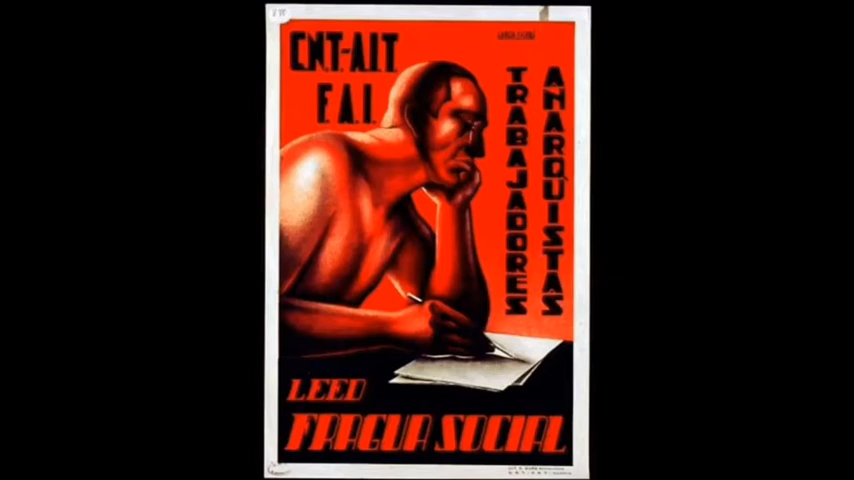 C.N.T.-A.I.T.
F.A.I.
TRABAJADORES
ANARQUISTAS
LEED
FRAGUA SOCIAL